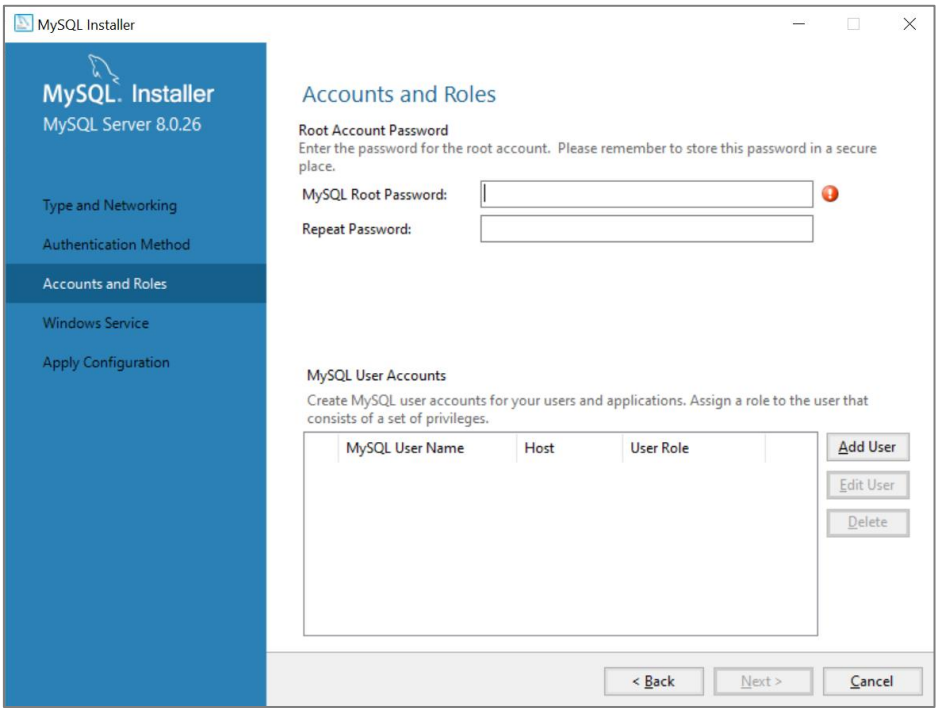 MySQL Installer
MySQL. Installer
MySQL Server 8.0.26
Type and Networking
Authentication Method
Accounts and Roles
Windows Service
Apply Configuration
Accounts and Roles
Root Account Password
Enter the password for the root account. Please remember to store this password in a secure
place.
MySQL Root Password:
Repeat Password:
MySQL User Accounts
Create MySQL user accounts for your users and applications. Assign a role to the user that
consists of a set of privileges.
MySQL User Name Host User Role
Add User
Edit User
Delete
< Back Next > Cancel